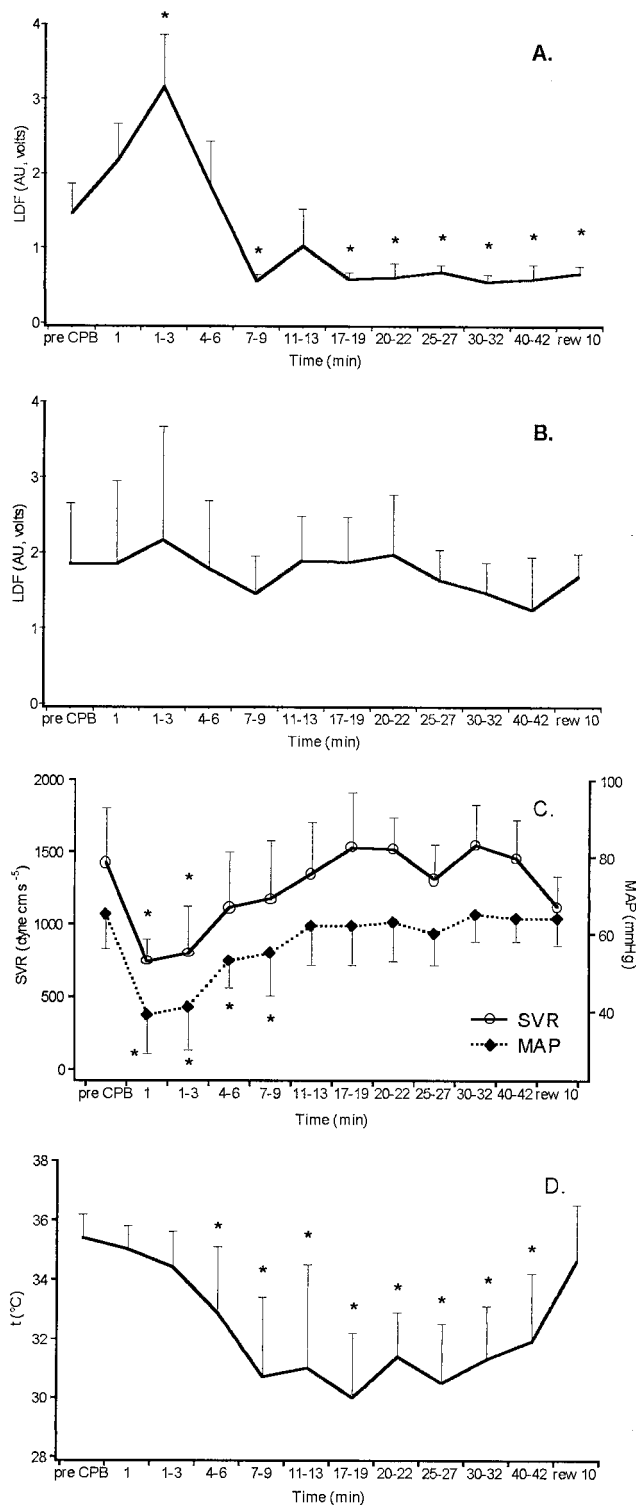 *
4
A.
3
LDF (AU, volts)
2
1
* * * * * * *
0
pre CPB 1 1-3 4-6 7-9 11-13 17-19 20-22 25-27 30-32 40-42 rew 10
Time (min)
4
B.
3
LDF (AU, volts)
2
1
0
pre CPB 1 1-3 4-6 7-9 11-13 17-19 20-22 25-27 30-32 40-42 rew 10
Time (min)
2000
100
C.
1500
80
* *
SVR (dyne cm s-5)
1000
60
MAP (mmHg)
500
40
* * * *
SVR
MAP
0
pre CPB 1 1-3 4-6 7-9 11-13 17-19 20-22 25-27 30-32 40-42 rew 10
Time (min)
38
D.
36
* * * * * * * *
34
t (°C)
32
30
28
pre CPB 1 1-3 4-6 7-9 11-13 17-19 20-22 25-27 30-32 40-42 rew 10
Time (min)